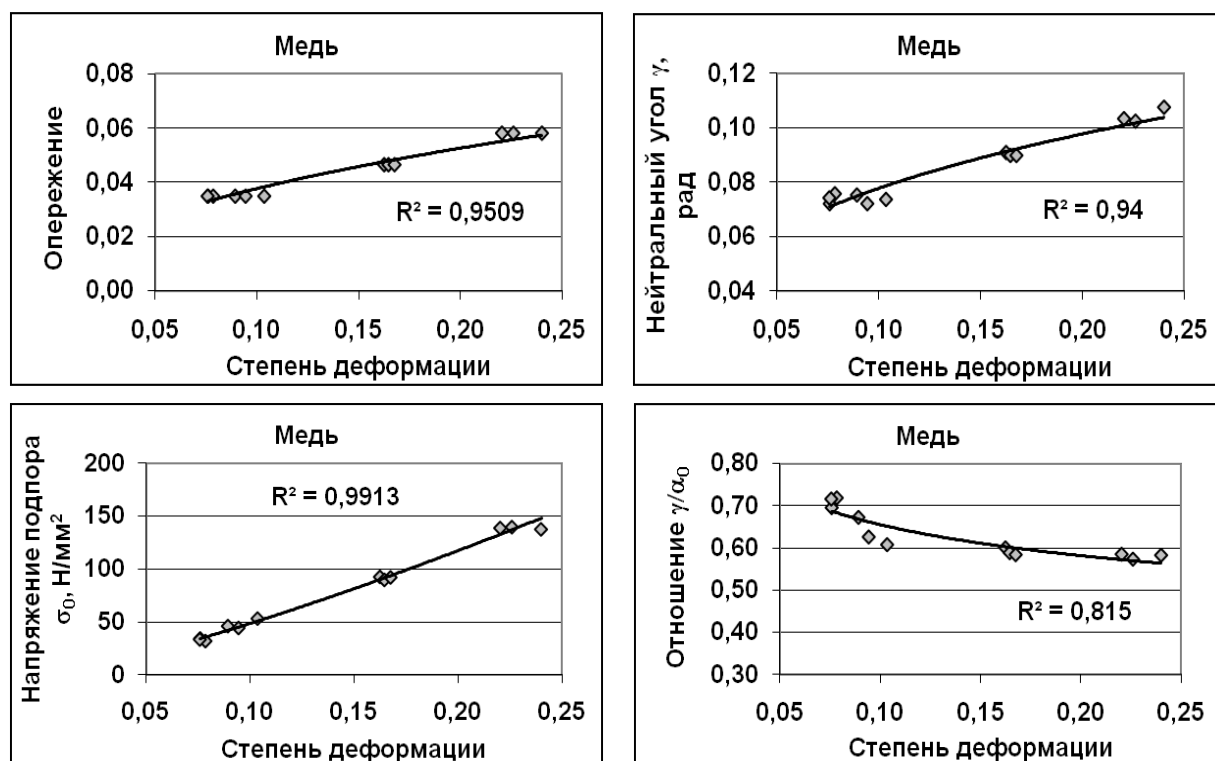 Медь
0,08
0,06
0,04
0,02
0,00
Опережение
R² = 0,9509
0,05 0,10 0,15 0,20 0,25
Степень деформации
Медь
0,12
0,10
0,08
0,06
0,04
Нейтральный угол γ,
рад
R² = 0,94
0,05 0,10 0,15 0,20 0,25
Степень деформации
Медь
200
150
100
50
0
Напряжение подпора
σ₀, Н/мм²
R² = 0,9913
0,05 0,10 0,15 0,20 0,25
Степень деформации
Медь
0,80
0,70
0,60
0,50
0,40
0,30
Отношение γ/α₀
R² = 0,815
0,05 0,10 0,15 0,20 0,25
Степень деформации